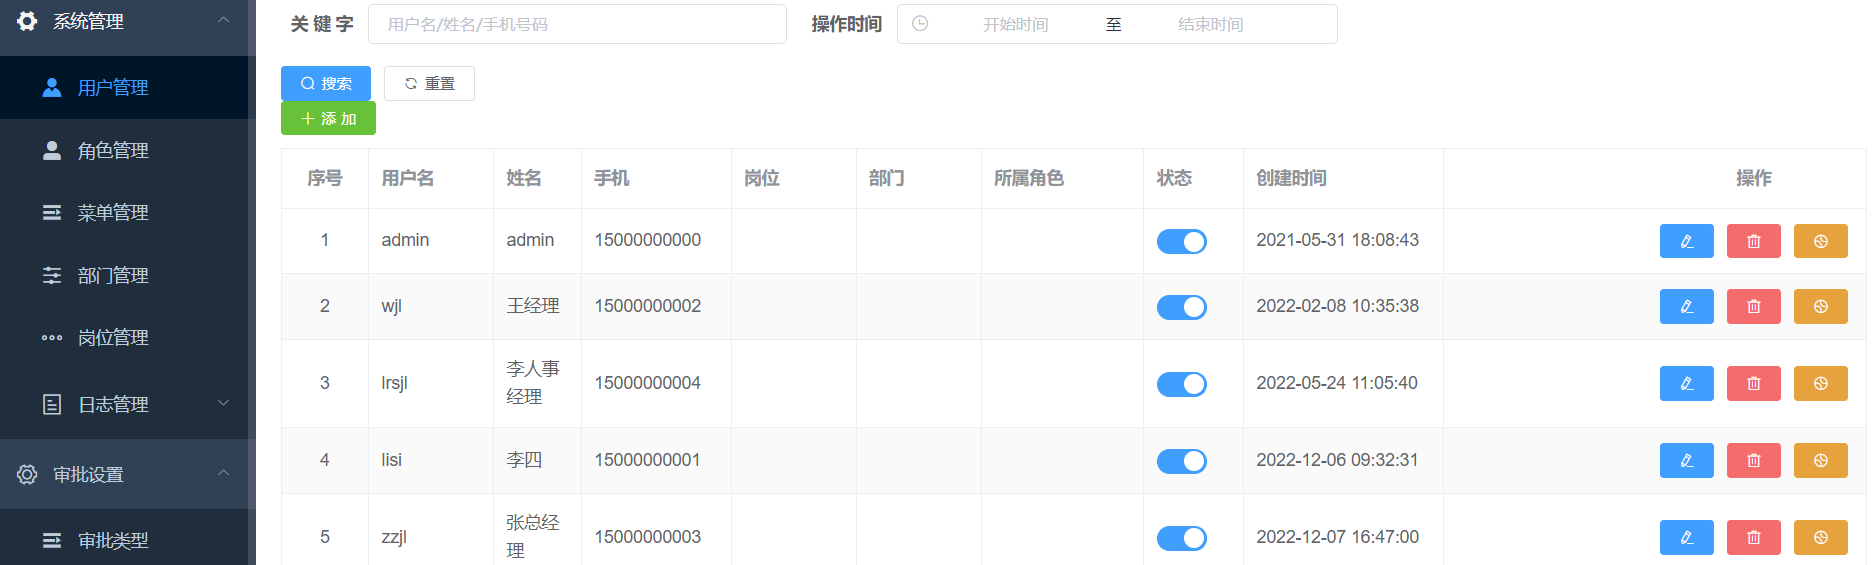 系统管理
用户管理
角色管理
菜单管理
部门管理
岗位管理
日志管理
审批设置
审批类型
关 键 字 用户名/姓名/手机号码 操作时间 开始时间 至 结束时间
搜索 重置
添 加
序号 用户名 姓名 手机 岗位 部门 所属角色 状态 创建时间 操作
1 admin admin 15000000000 2021-05-31 18:08:43
2 wjl 王经理 15000000002 2022-02-08 10:35:38
3 lrsjl 李人事经理 15000000004 2022-05-24 11:05:40
4 lisi 李四 15000000001 2022-12-06 09:32:31
5 zzjl 张总经理 15000000003 2022-12-07 16:47:00